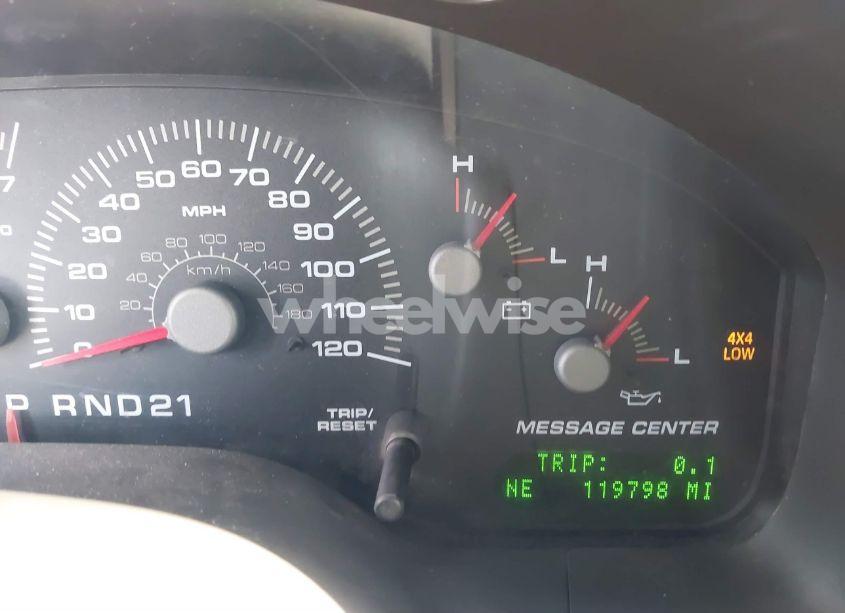 7
0
10
20
30
40
50
60
70
80
90
100
110
120
MPH
20
40
60
80
100
120
140
160
180
km/h
H
L
H
L
4X4
LOW
P RND21
TRIP/
RESET
MESSAGE CENTER
TRIP: 0.1
NE 119798 MI
wheelwise